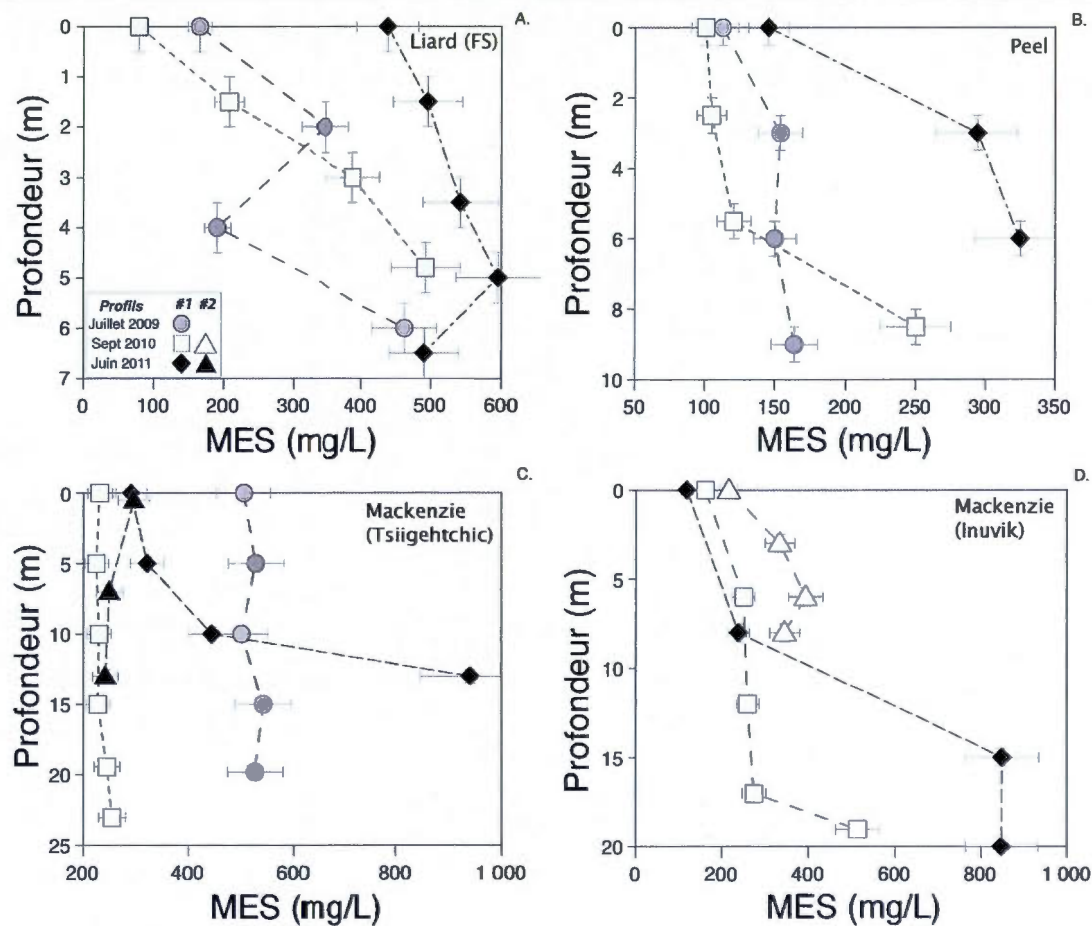 A.
Liard (FS)
Profondeur (m)
0
1
2
3
4
5
6
7
Profils #1 #2
Juillet 2009
Sept 2010
Juin 2011
0 100 200 300 400 500 600
MES (mg/L)
B.
Peel
Profondeur (m)
0
2
4
6
8
10
50 100 150 200 250 300 350
MES (mg/L)
C.
Mackenzie
(Tsiigehtchic)
Profondeur (m)
0
5
10
15
20
25
200 400 600 800 1 000
MES (mg/L)
D.
Mackenzie
(Inuvik)
Profondeur (m)
0
5
10
15
20
0 200 400 600 800 1 000
MES (mg/L)